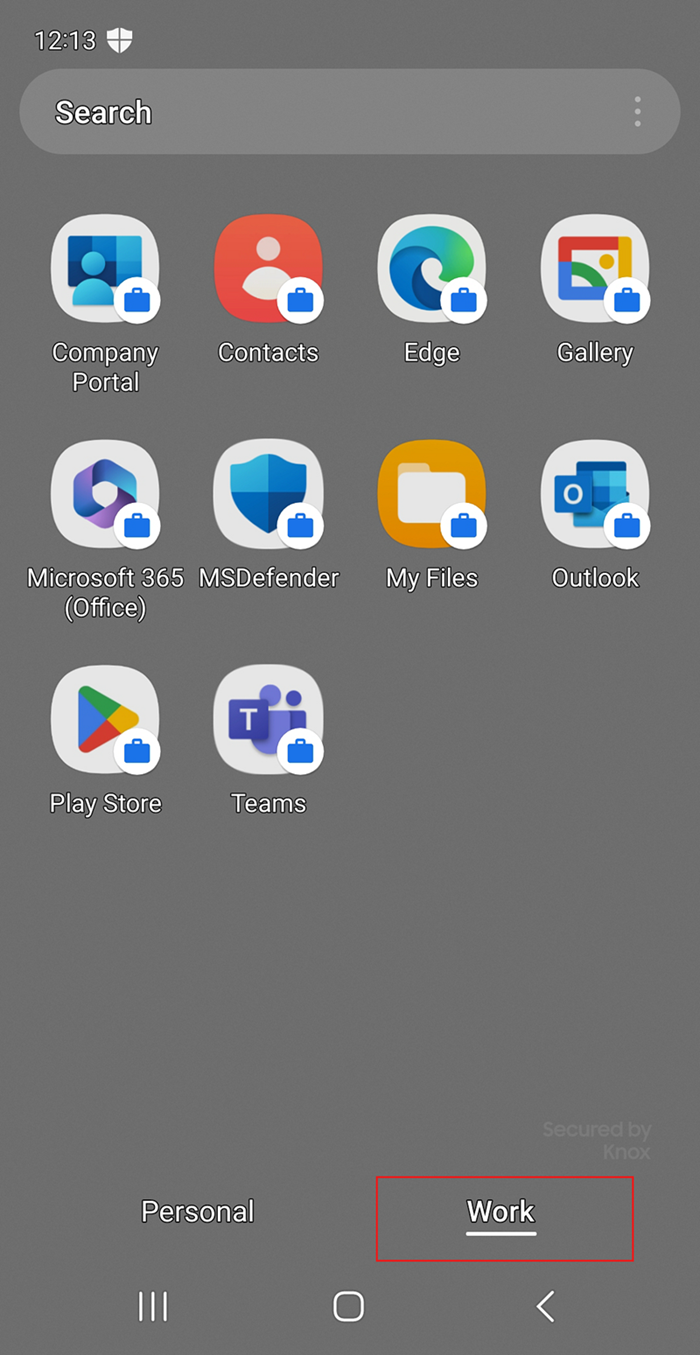 12:13
Search
Company Portal
Contacts
Edge
Gallery
Microsoft 365 (Office)
MSDefender
My Files
Outlook
Play Store
Teams
Secured by
Knox
Personal
Work